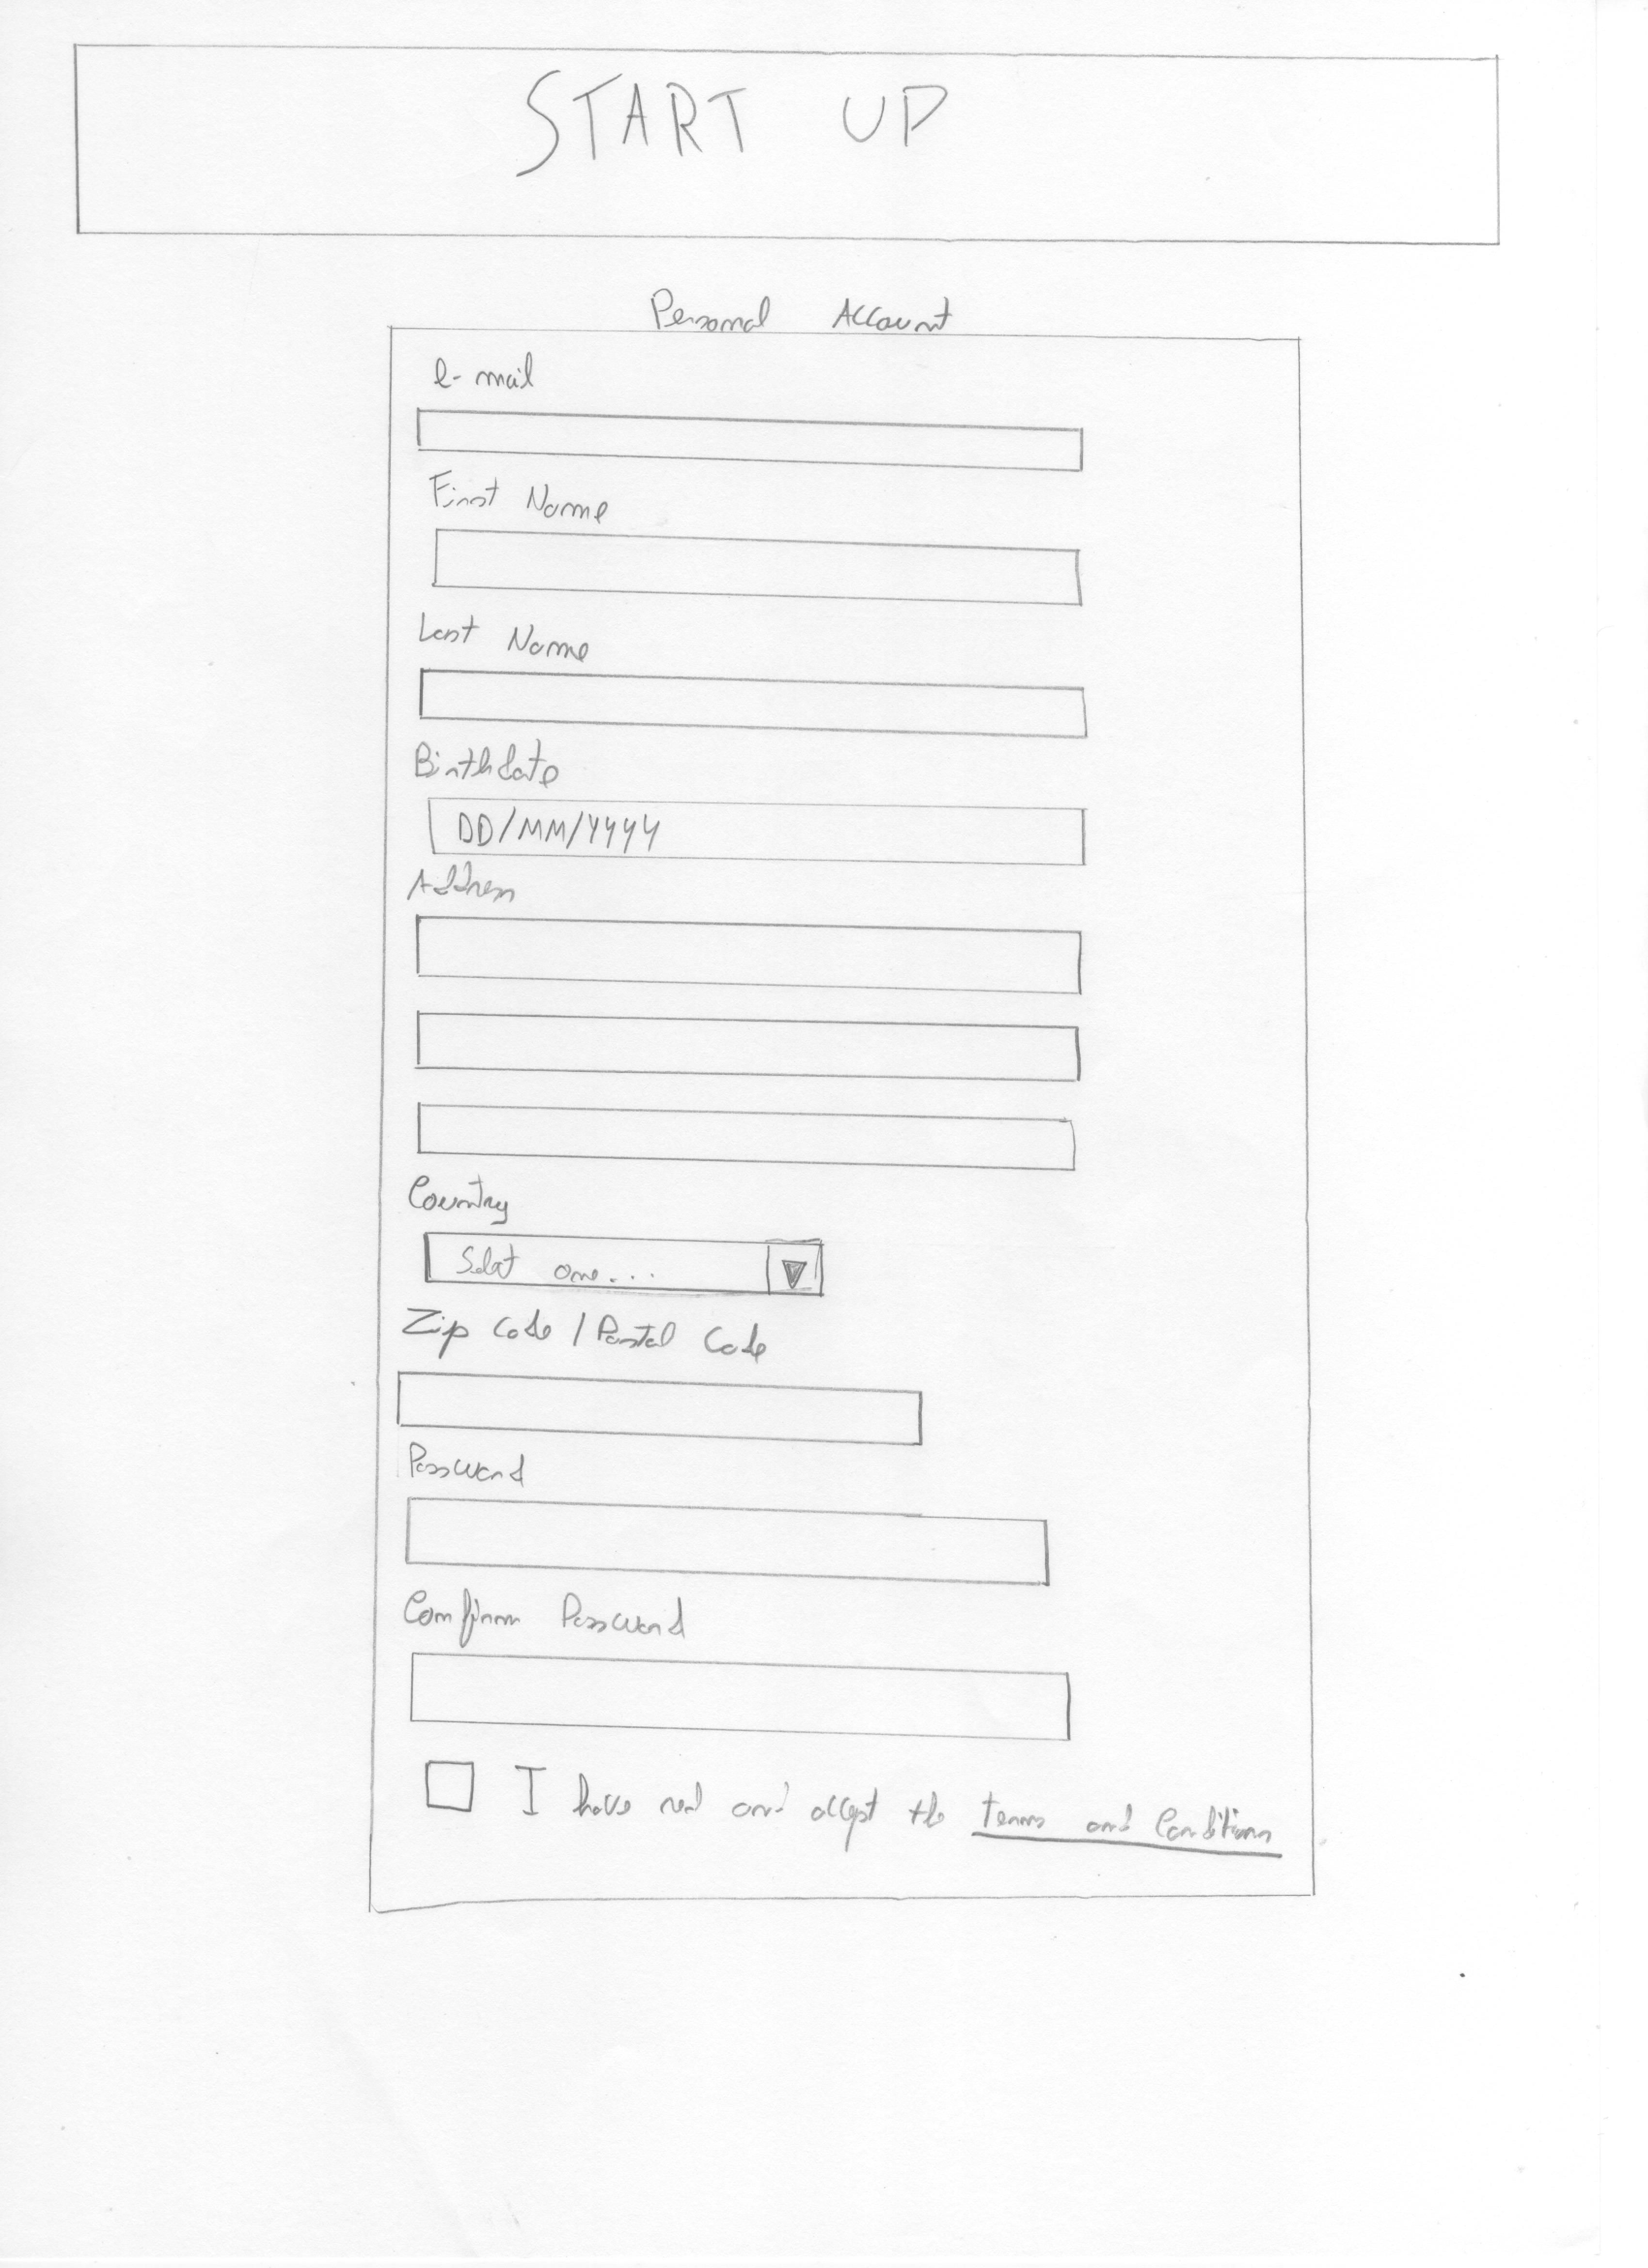 START UP
Personal Account
e-mail
First Name
Last Name
Birthdate
DD/MM/YYYY
Address
Country
Select one...
Zip Code / Postal Code
Password
Confirm Password
I have read and accept the terms and Conditions